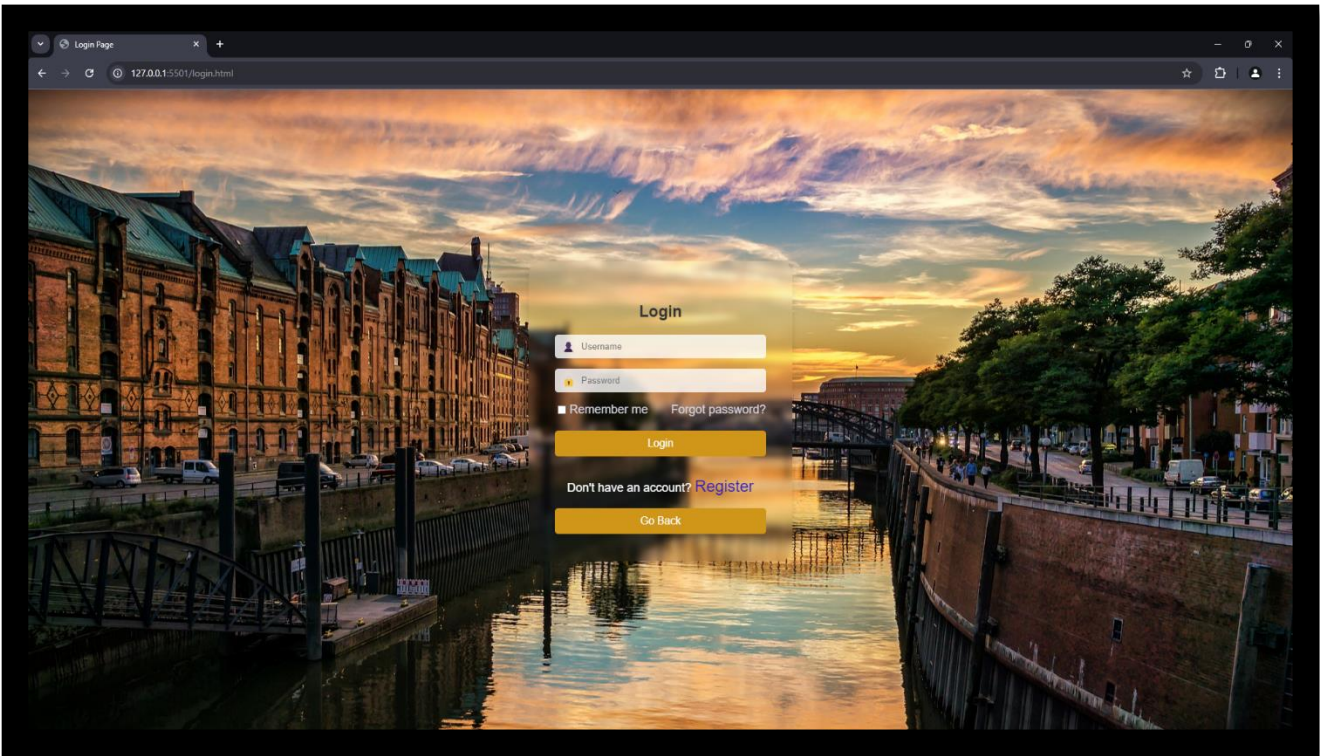 Login Page
127.0.0.1:5501/login.html
Login
Username
Password
Remember me Forgot password?
Login
Don't have an account? Register
Go Back